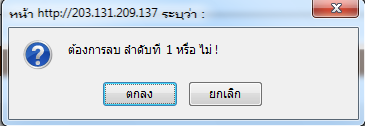 หน้า http://203.131.209.137 ระบุว่า :
ต้องการลบ ลำดับที่ 1 หรือ ไม่ !
ตกลง
ยกเลิก